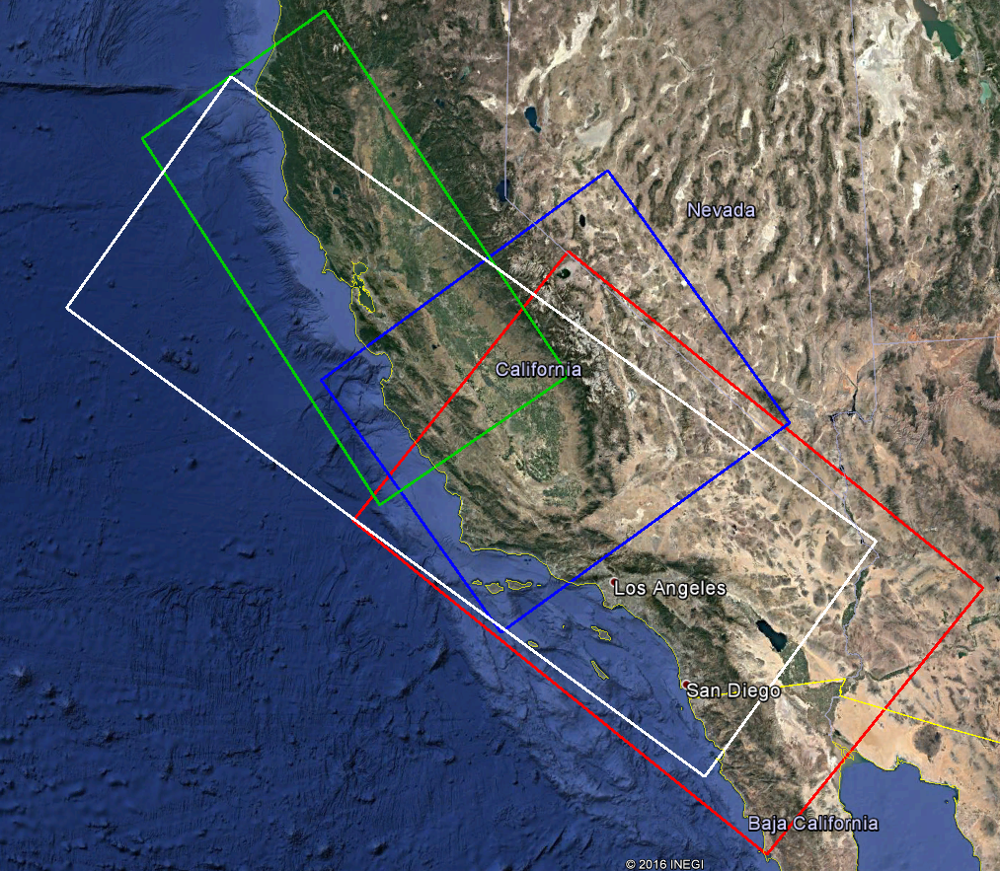 Nevada
California
Los Angeles
San Diego
Baja California
© 2016 INEGI